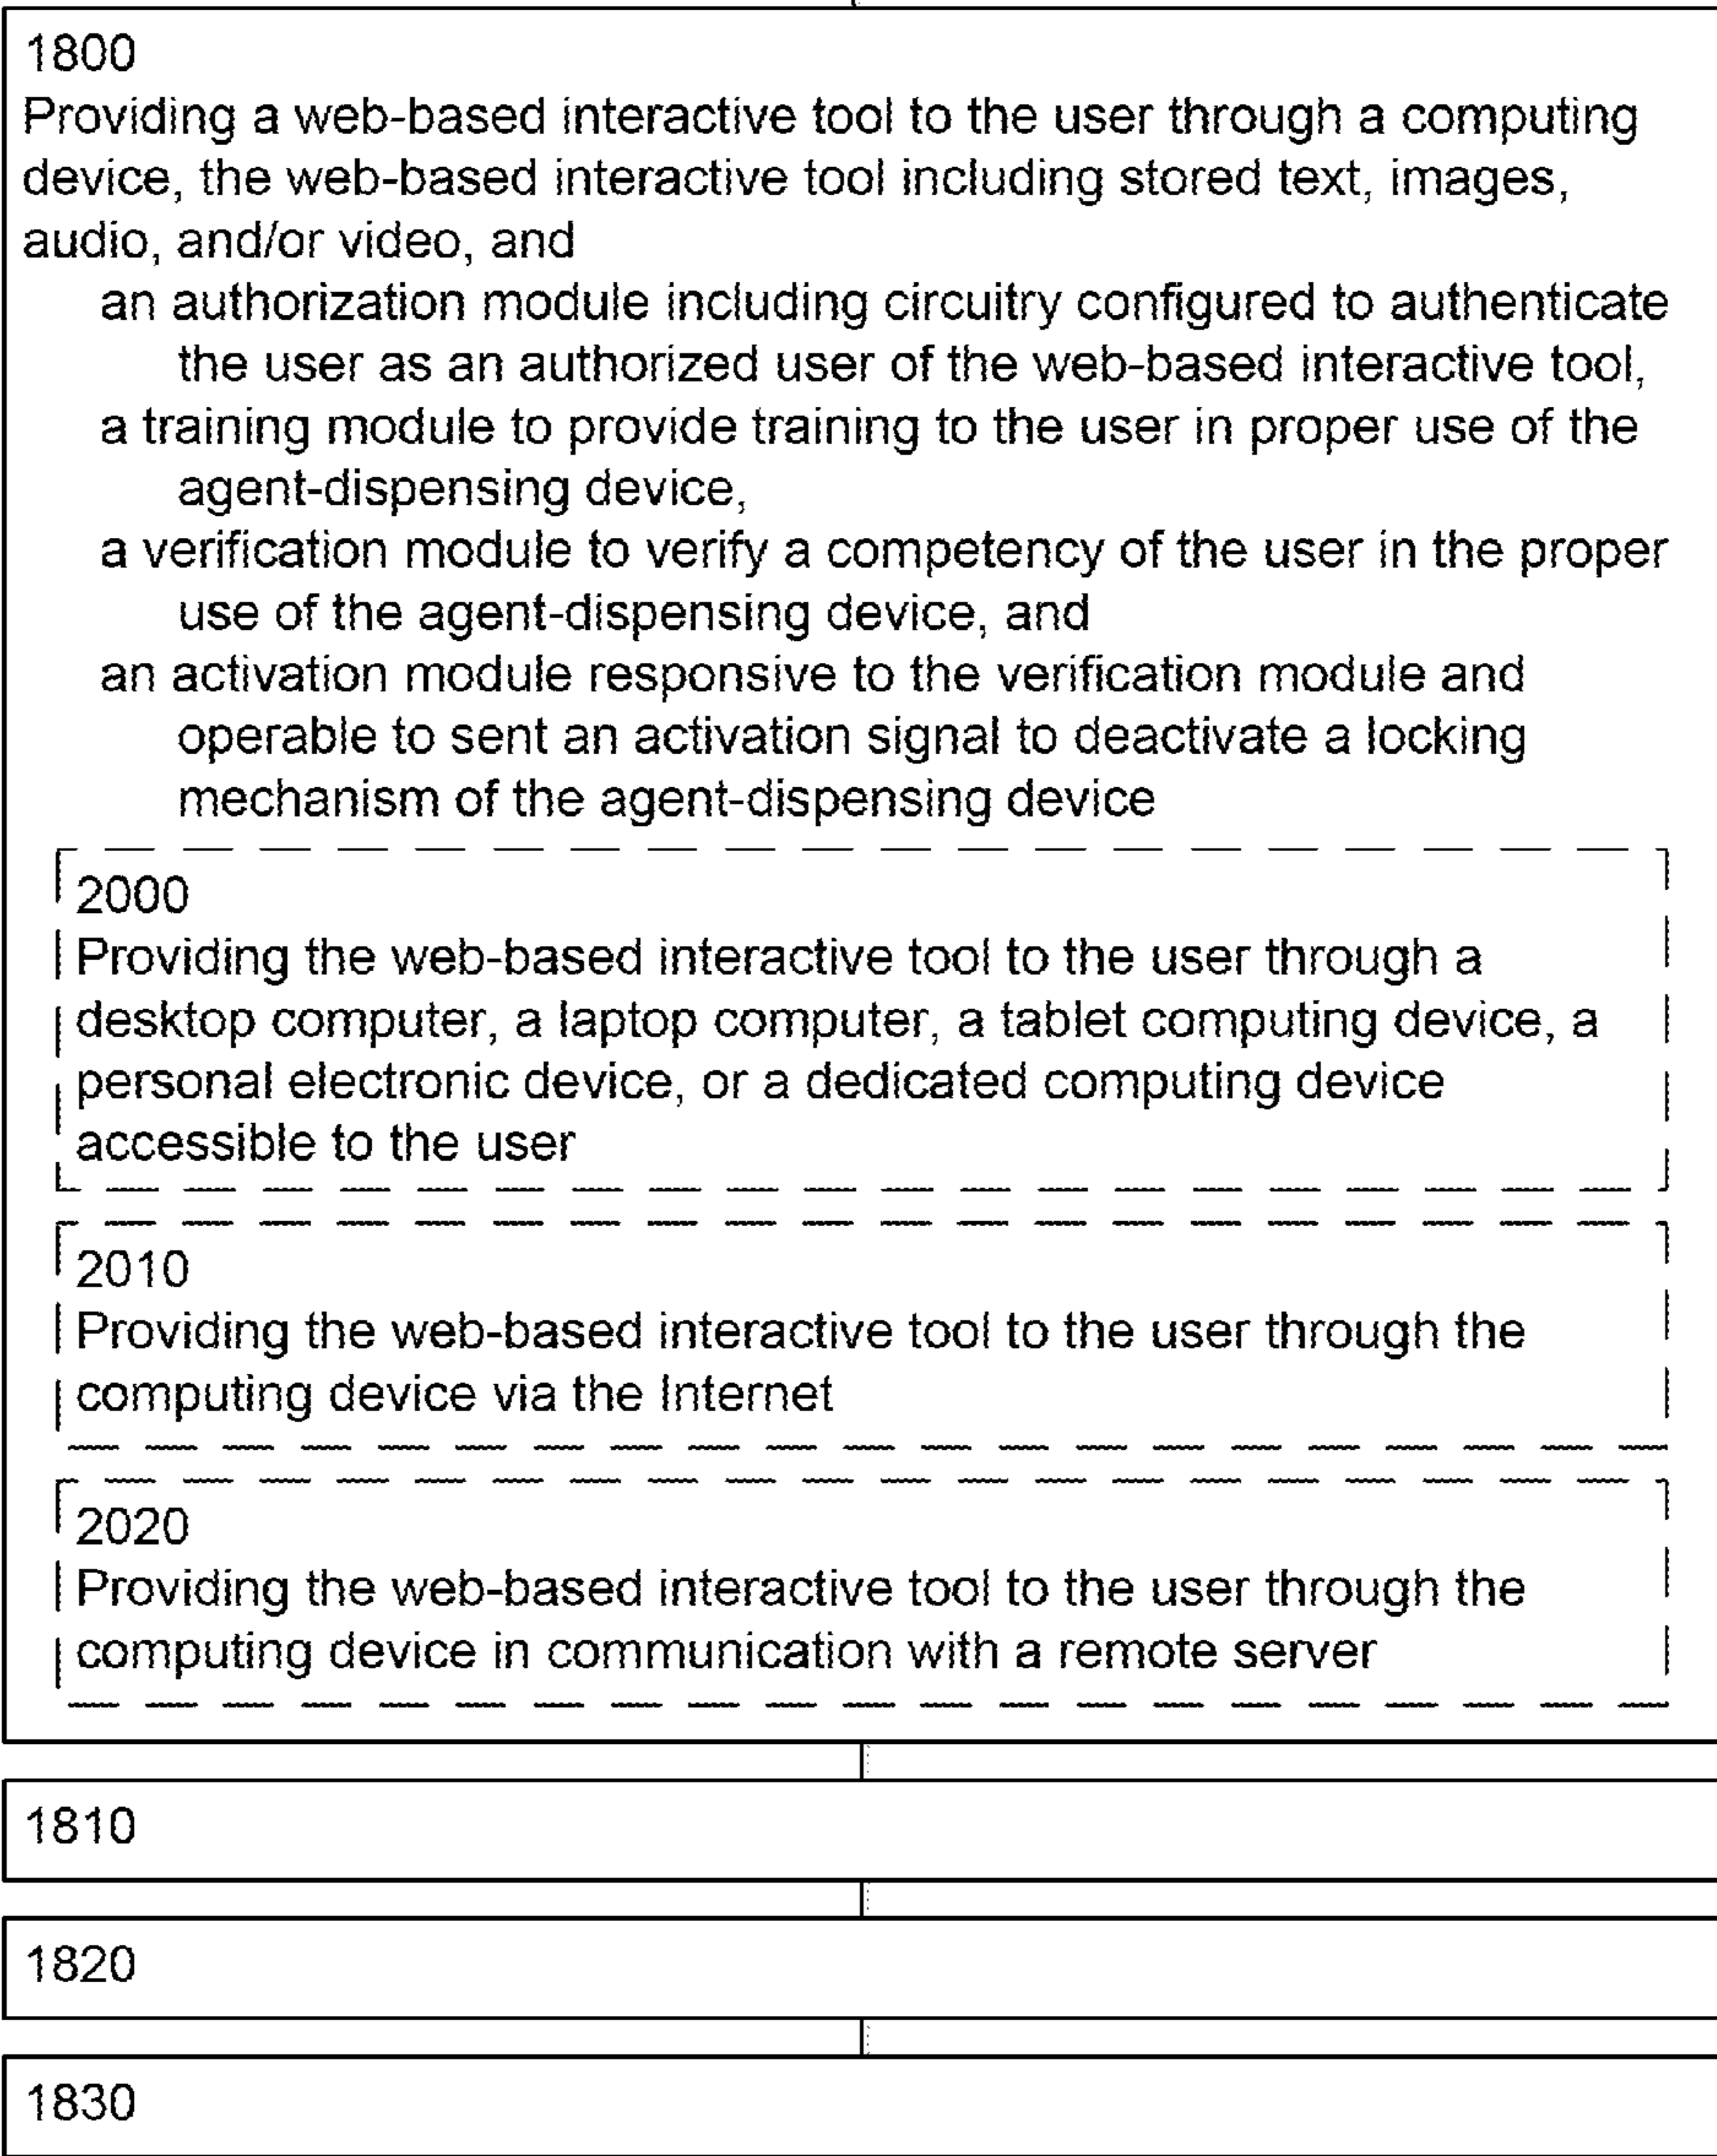 1800
Providing a web-based interactive tool to the user through a computing
device, the web-based interactive tool including stored text, images,
audio, and/or video, and
an authorization module including circuitry configured to authenticate
the user as an authorized user of the web-based interactive tool,
a training module to provide training to the user in proper use of the
agent-dispensing device,
a verification module to verify a competency of the user in the proper
use of the agent-dispensing device, and
an activation module responsive to the verification module and
operable to sent an activation signal to deactivate a locking
mechanism of the agent-dispensing device
2000
Providing the web-based interactive tool to the user through a
desktop computer, a laptop computer, a tablet computing device, a
personal electronic device, or a dedicated computing device
accessible to the user
2010
Providing the web-based interactive tool to the user through the
computing device via the Internet
2020
Providing the web-based interactive tool to the user through the
computing device in communication with a remote server
1810
1820
1830